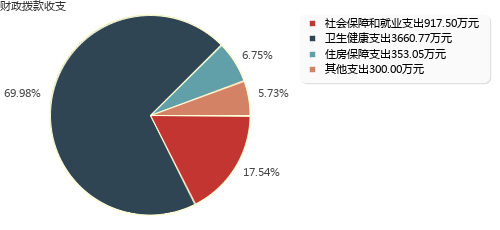 财政拨款收支
社会保障和就业支出917.50万元
卫生健康支出3660.77万元
住房保障支出353.05万元
其他支出300.00万元
6.75%
69.98%
5.73%
17.54%